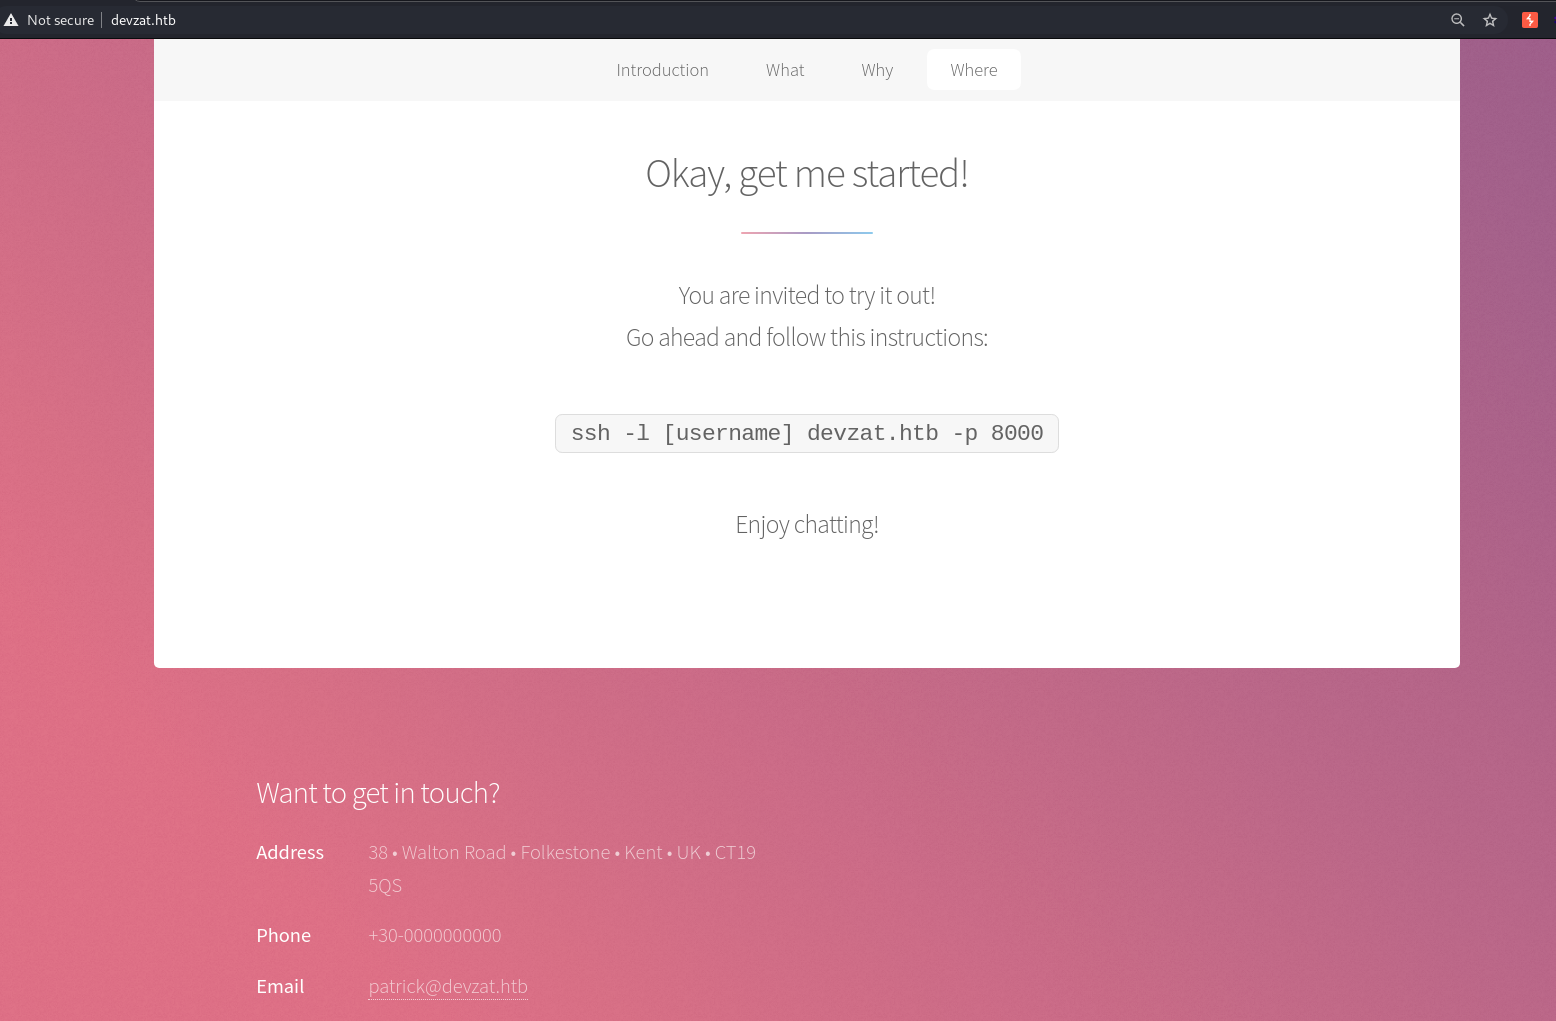 Not secure devzat.htb
Introduction What Why Where
Okay, get me started!
You are invited to try it out!
Go ahead and follow this instructions:
ssh -l [username] devzat.htb -p 8000
Enjoy chatting!
Want to get in touch?
Address 38 • Walton Road • Folkestone • Kent • UK • CT19
5QS
Phone +30-0000000000
Email patrick@devzat.htb